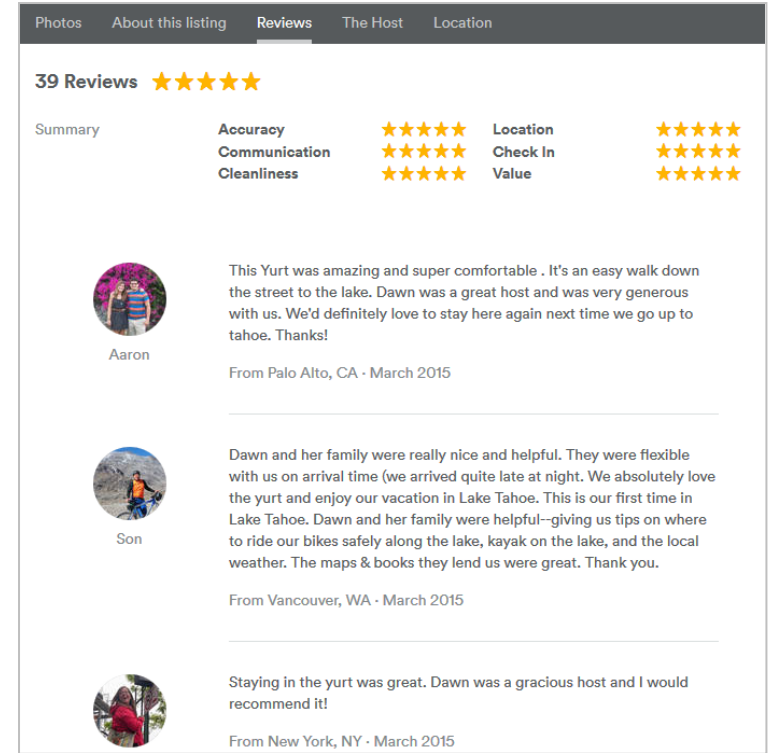 Photos About this listing Reviews The Host Location
39 Reviews
Summary
Accuracy
Location
Communication
Check In
Cleanliness
Value
This Yurt was amazing and super comfortable . It's an easy walk down
the street to the lake. Dawn was a great host and was very generous
with us. We'd definitely love to stay here again next time we go up to
tahoe. Thanks!
Aaron
From Palo Alto, CA · March 2015
Dawn and her family were really nice and helpful. They were flexible
with us on arrival time (we arrived quite late at night. We absolutely love
the yurt and enjoy our vacation in Lake Tahoe. This is our first time in
Lake Tahoe. Dawn and her family were helpful--giving us tips on where
to ride our bikes safely along the lake, kayak on the lake, and the local
weather. The maps & books they lend us were great. Thank you.
Son
From Vancouver, WA · March 2015
Staying in the yurt was great. Dawn was a gracious host and I would
recommend it!
From New York, NY · March 2015